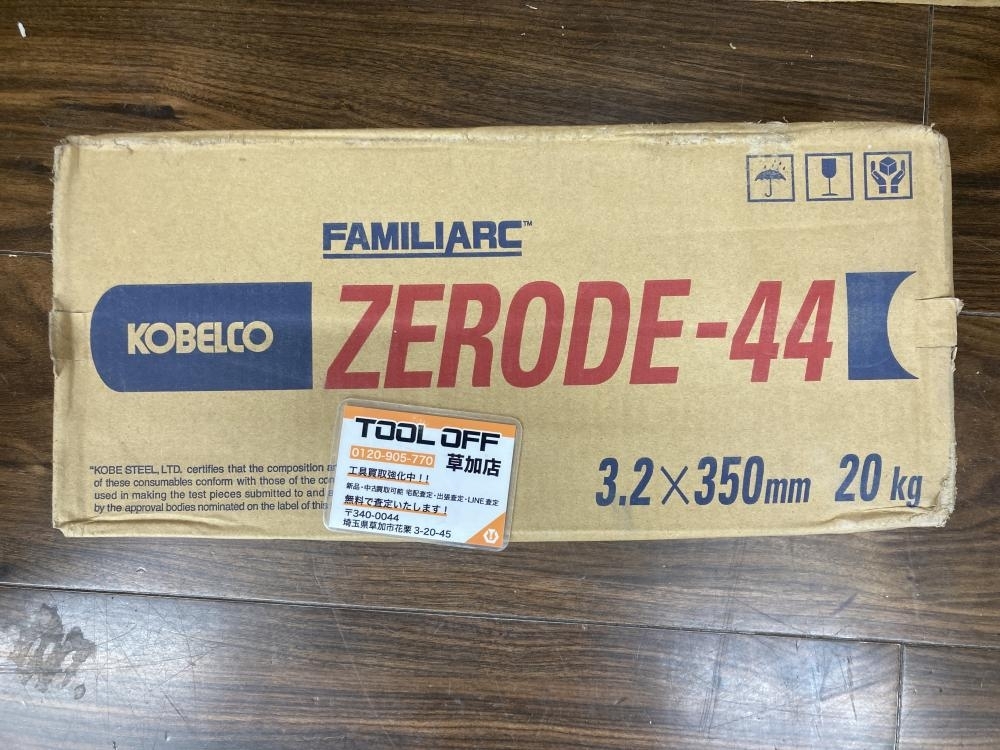 FAMILIARC™
KOBELCO
ZERODE-44
"KOBE STEEL, LTD. certifies that the composition
of these consumables conform with those of the
used in making the test pieces submitted to and
by the approval bodies nominated on the label of this
3.2×350mm 20kg
TOOL OFF
0120-905-770 草加店
工具買取強化中!!
新品・中古買取可能 宅配査定・出張査定・LINE査定
無料で査定いたします!
〒340-0044
埼玉県草加市花栗 3-20-45